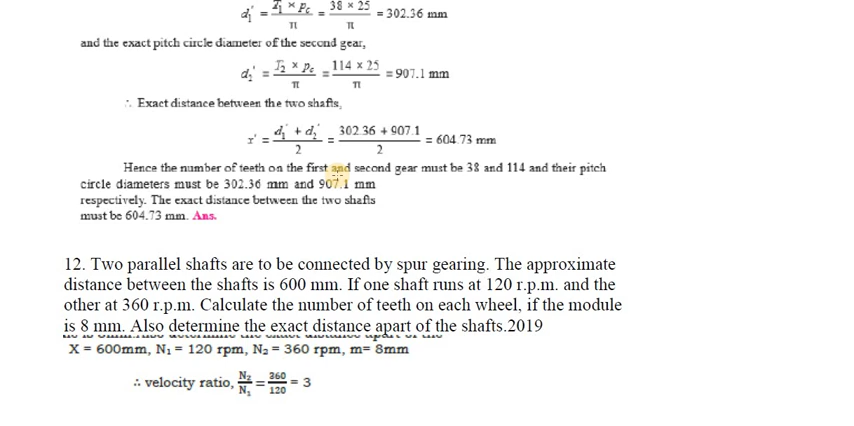 d₁′ = T₁ × p꜀ / π = 38 × 25 / π = 302.36 mm
and the exact pitch circle diameter of the second gear,
d₂′ = T₂ × p꜀ / π = 114 × 25 / π = 907.1 mm
∴ Exact distance between the two shafts,
x′ = d₁′ + d₂′ / 2 = 302.36 + 907.1 / 2 = 604.73 mm
Hence the number of teeth on the first and second gear must be 38 and 114 and their pitch
circle diameters must be 302.36 mm and 907.1 mm
respectively. The exact distance between the two shafts
must be 604.73 mm. Ans.
12. Two parallel shafts are to be connected by spur gearing. The approximate
distance between the shafts is 600 mm. If one shaft runs at 120 r.p.m. and the
other at 360 r.p.m. Calculate the number of teeth on each wheel, if the module
is 8 mm. Also determine the exact distance apart of the shafts.2019
X = 600mm, N₁ = 120 rpm, N₂ = 360 rpm, m= 8mm
∴ velocity ratio, N₂/N₁ = 360/120 = 3